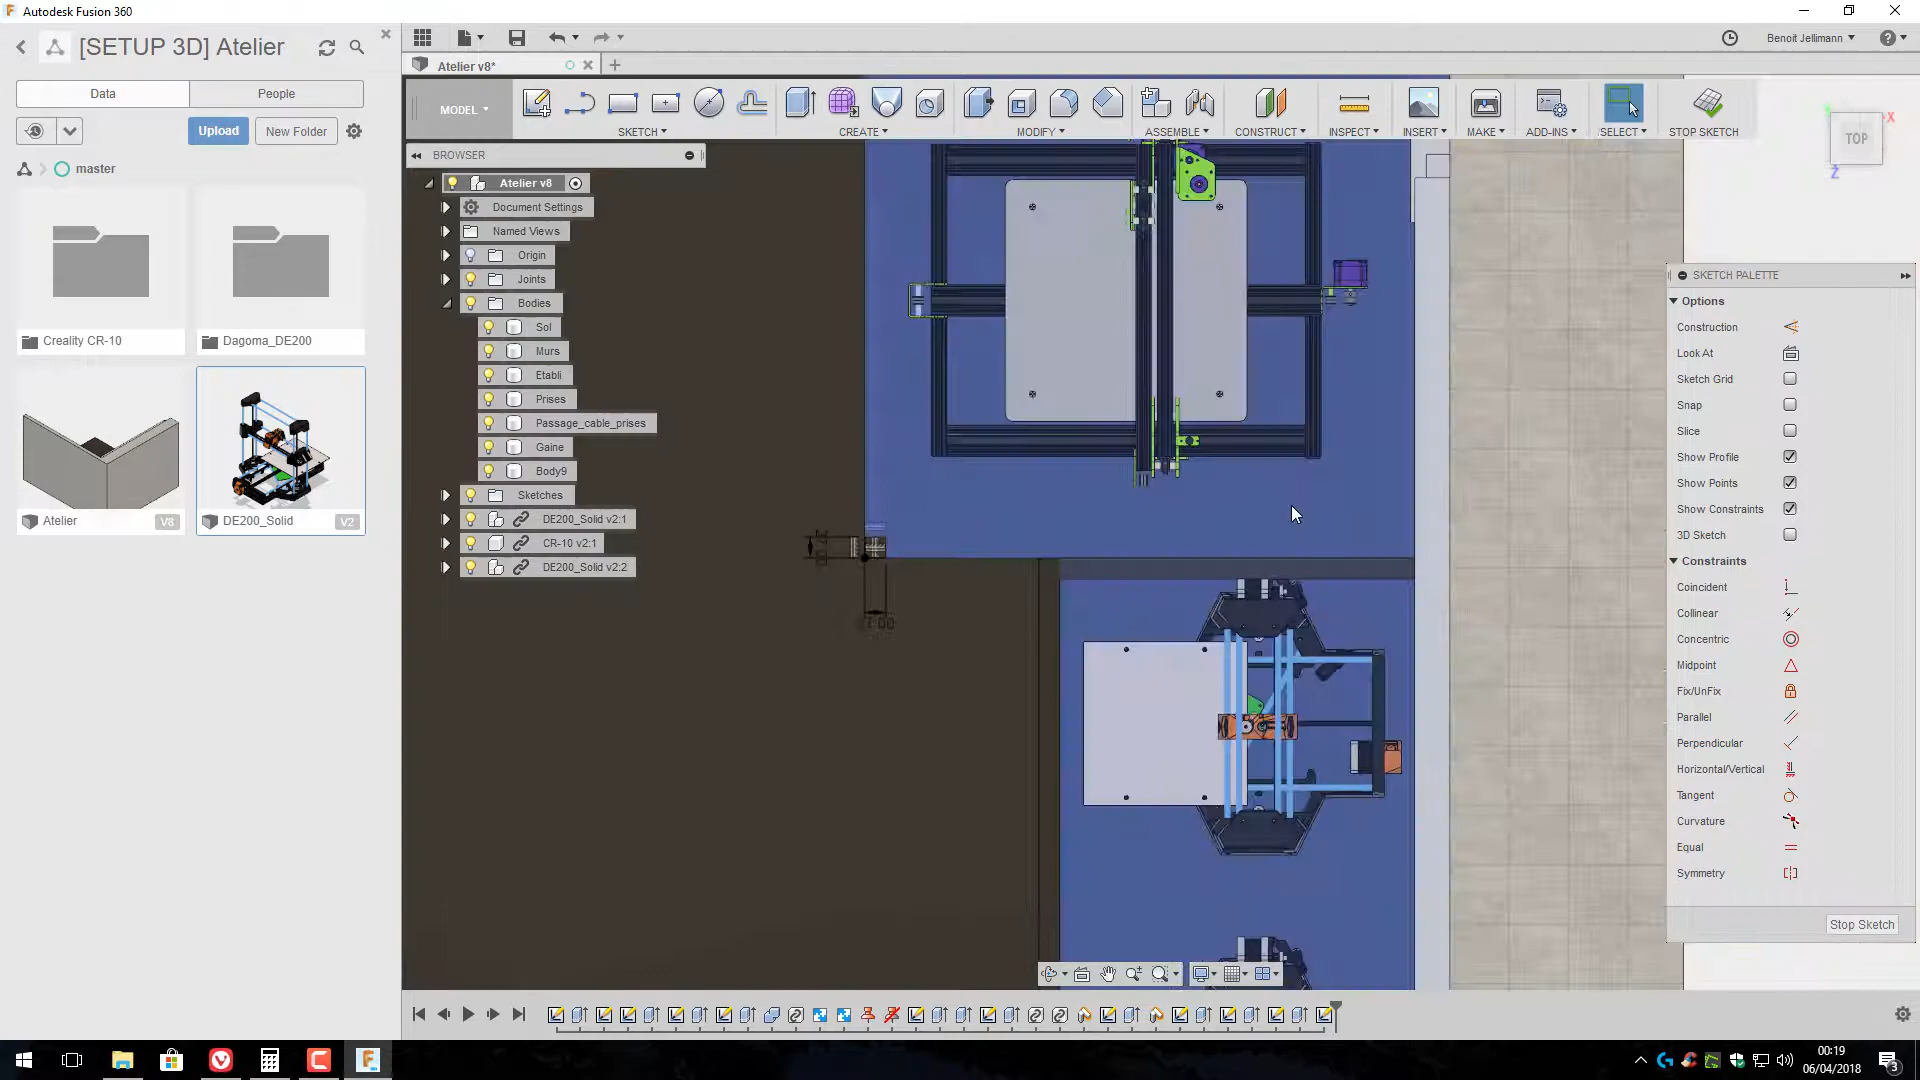 Autodesk Fusion 360
[SETUP 3D] Atelier
Data
People
Upload
New Folder
master
Creality CR-10
Dagoma_DE200
Atelier
V8
DE200_Solid
V2
Benoit Jellimann
Atelier v8*
MODEL
SKETCH
CREATE
MODIFY
ASSEMBLE
CONSTRUCT
INSPECT
INSERT
MAKE
ADD-INS
SELECT
STOP SKETCH
TOP
X
Z
BROWSER
Atelier v8
Document Settings
Named Views
Origin
Joints
Bodies
Sol
Murs
Etabli
Prises
Passage_cable_prises
Gaine
Body9
Sketches
DE200_Solid v2:1
CR-10 v2:1
DE200_Solid v2:2
SKETCH PALETTE
Options
Construction
Look At
Sketch Grid
Snap
Slice
Show Profile
Show Points
Show Constraints
3D Sketch
Constraints
Coincident
Collinear
Concentric
Midpoint
Fix/UnFix
Parallel
Perpendicular
Horizontal/Vertical
Tangent
Curvature
Equal
Symmetry
Stop Sketch
00:19
06/04/2018
3